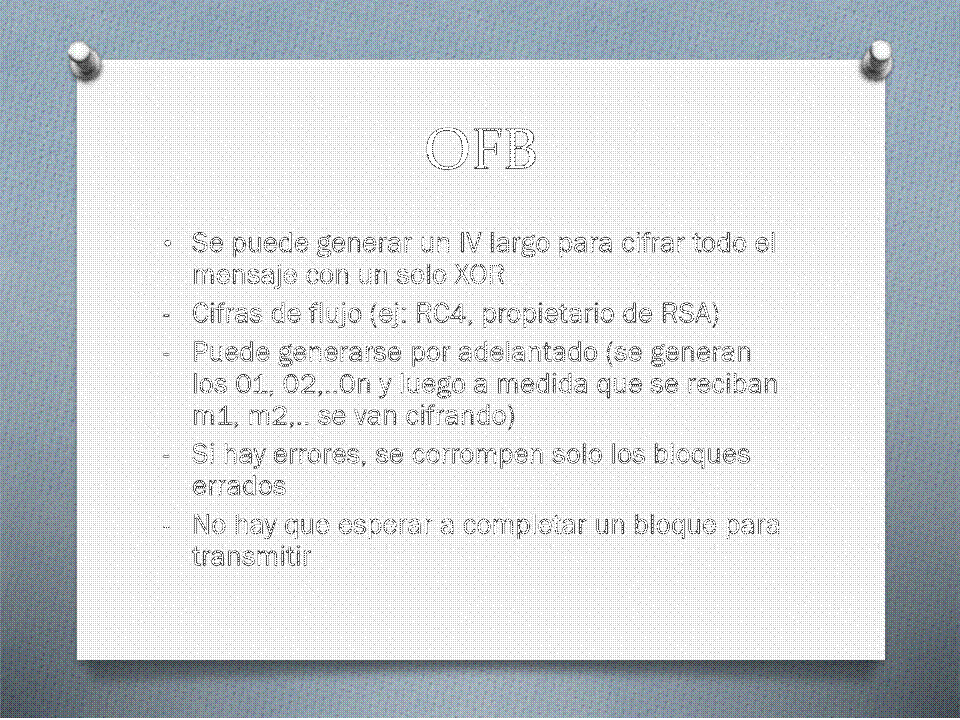 OFB
• Se puede generar un IV largo para cifrar todo el
mensaje con un solo XOR
- Cifras de flujo (ej: RC4, propietario de RSA)
- Puede generarse por adelantado (se generan
los O1, O2,..On y luego a medida que se reciban
m1, m2,.. se van cifrando)
- Si hay errores, se corrompen solo los bloques
errados
- No hay que esperar a completar un bloque para
transmitir